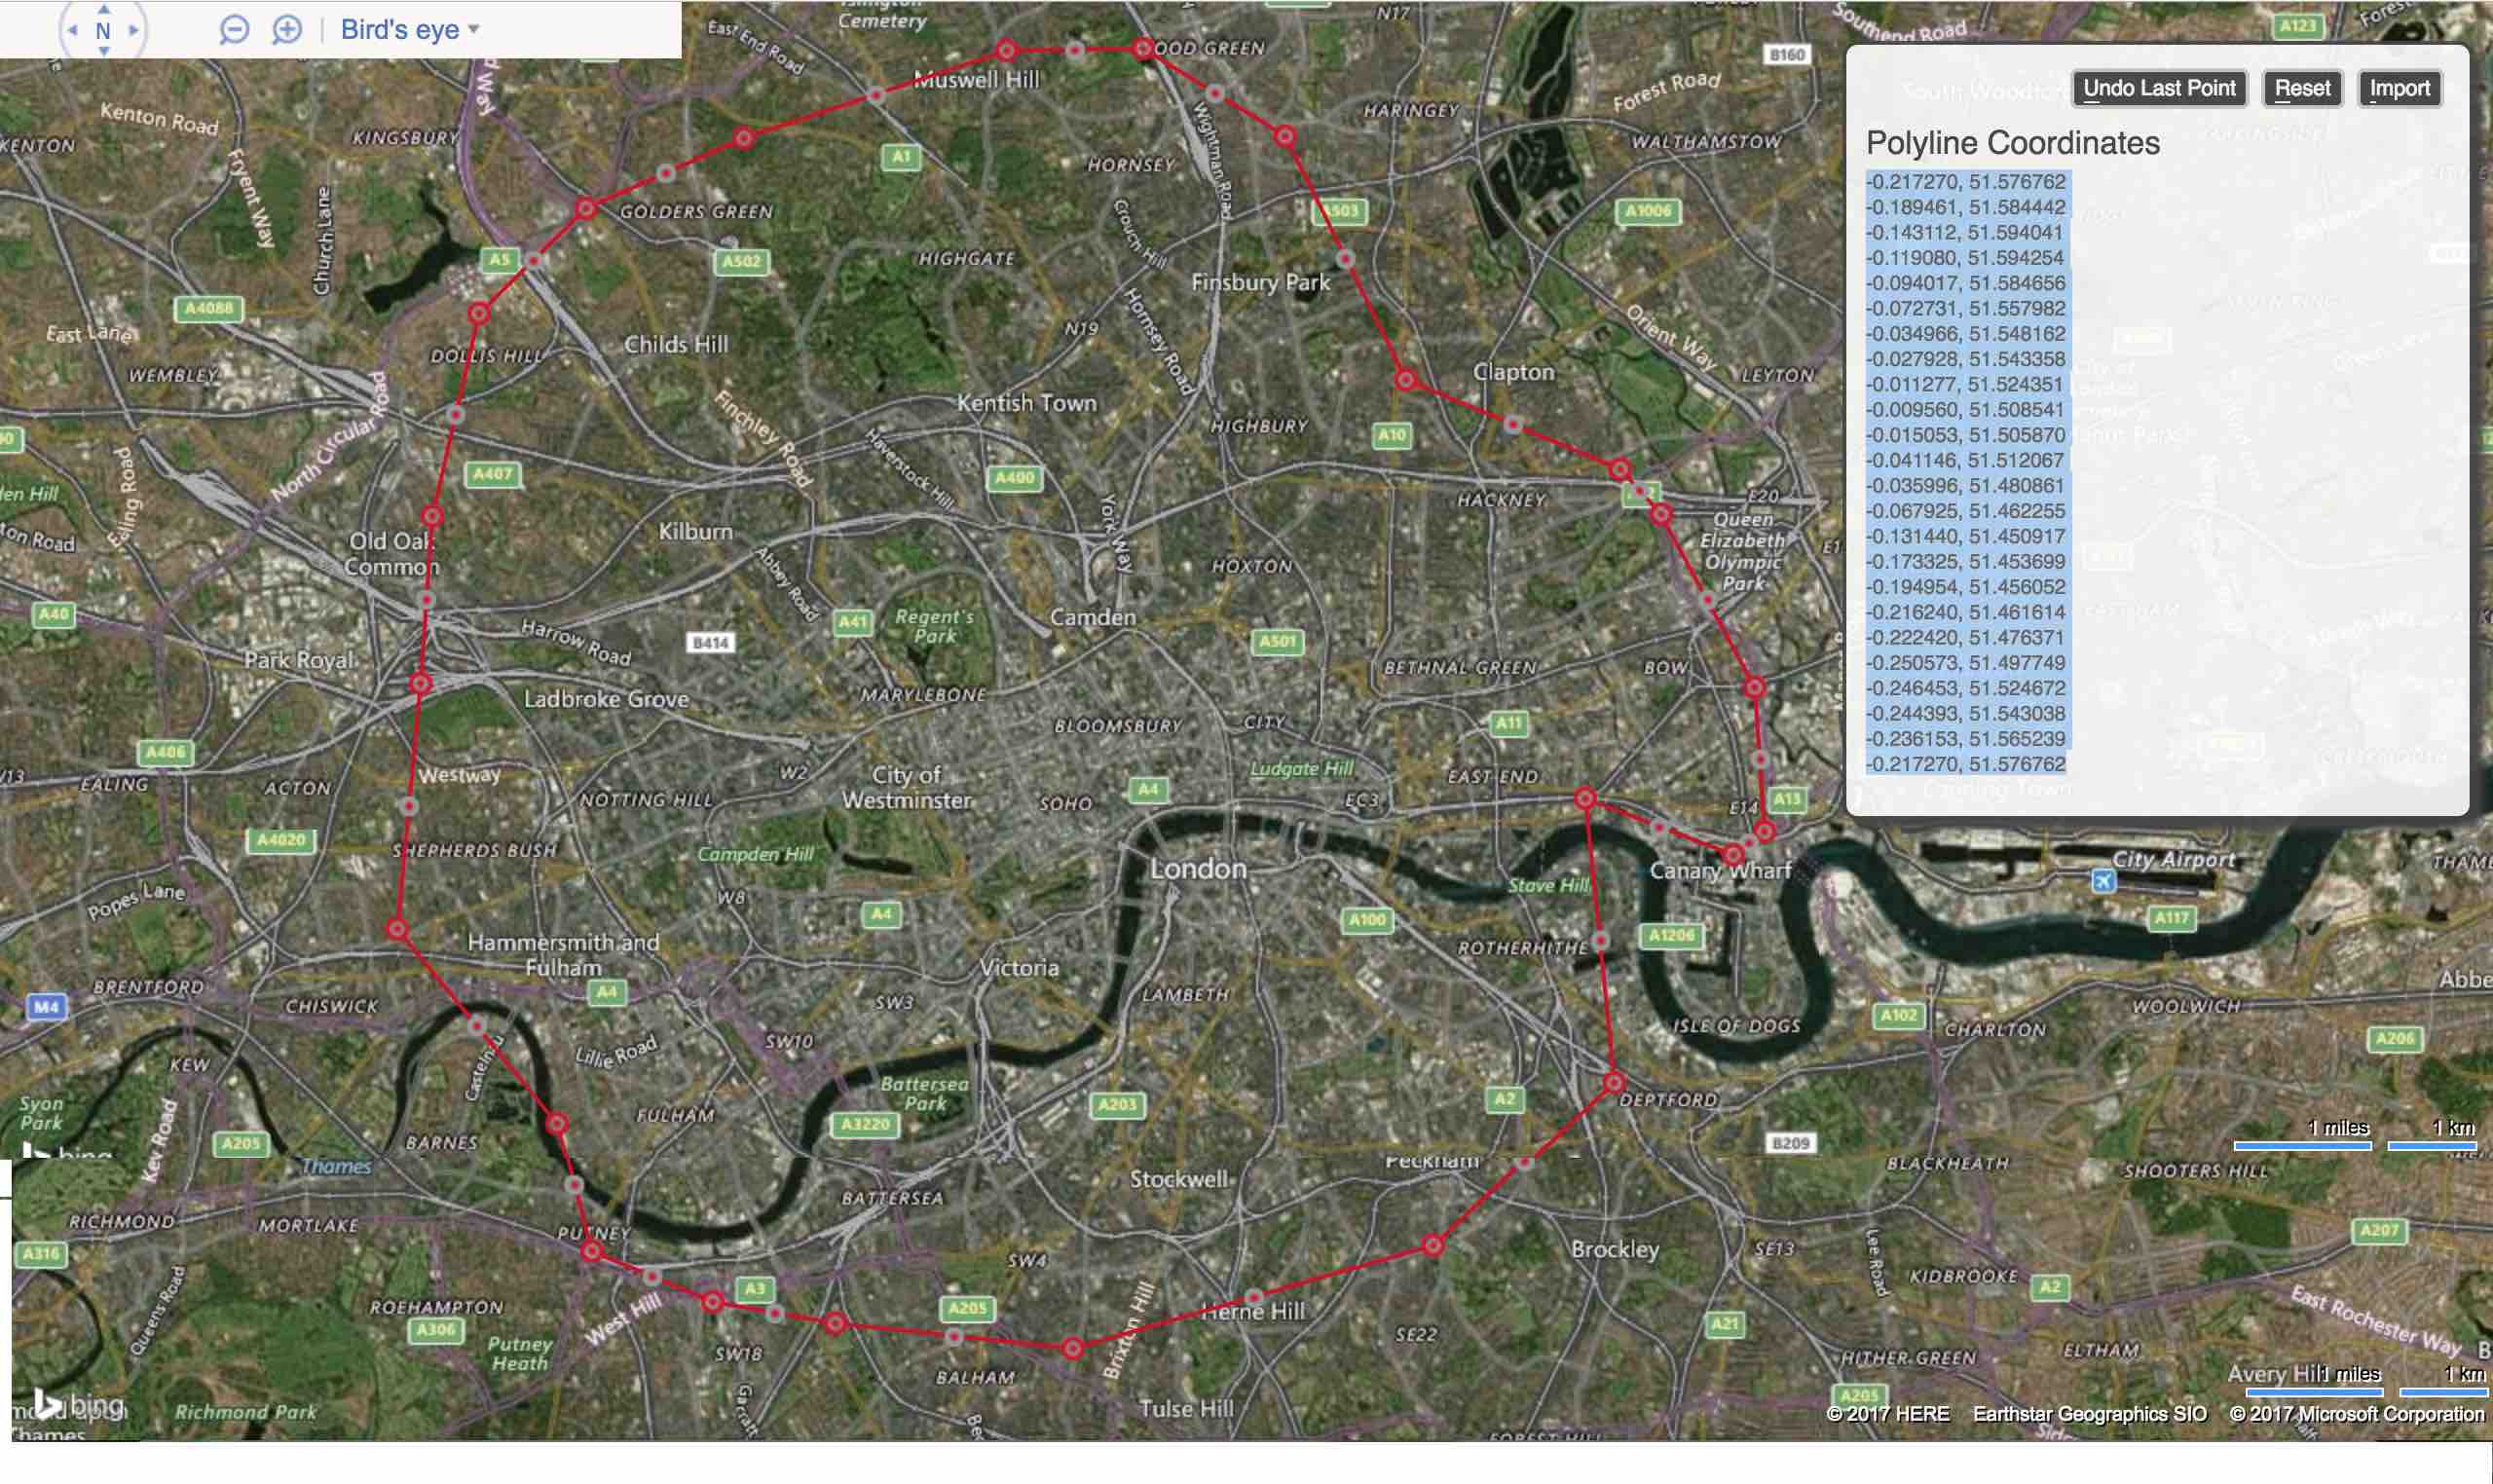 N
Bird's eye
Cemetery
N17
Southend Road
A123
East End Road
WOOD GREEN
B160
Muswell Hill
Forest Road
Undo Last Point
Reset
Import
Kenton Road
KINGSBURY
HARINGEY
KENTON
A1
HORNSEY
Wightman Road
WALTHAMSTOW
Polyline Coordinates
-0.217270, 51.576762
-0.189461, 51.584442
-0.143112, 51.594041
-0.119080, 51.594254
-0.094017, 51.584656
-0.072731, 51.557982
-0.034966, 51.548162
-0.027928, 51.543358
-0.011277, 51.524351
-0.009560, 51.508541
-0.015053, 51.505870
-0.041146, 51.512067
-0.035996, 51.480861
-0.067925, 51.462255
-0.131440, 51.450917
-0.173325, 51.453699
-0.194954, 51.456052
-0.216240, 51.461614
-0.222420, 51.476371
-0.250573, 51.497749
-0.246453, 51.524672
-0.244393, 51.543038
-0.236153, 51.565239
-0.217270, 51.576762
Fryent Way
Church Lane
GOLDERS GREEN
A503
A1006
A5
A502
HIGHGATE
Crouch Hill
Finsbury Park
A4088
East Lane
N19
Hornsey Road
Orient Way
DOLLIS HILL
Childs Hill
WEMBLEY
Clapton
LEYTON
North Circular Road
Finchley Road
Kentish Town
HIGHBURY
A10
Haverstock Hill
Ealing Road
A407
A400
York Way
HACKNEY
E20
Old Oak
Common
Kilburn
Queen
Elizabeth
Olympic
Park
Abbey Road
HOXTON
A40
Harrow Road
B414
A41
Regent's
Park
Camden
A501
Park Royal
Ladbroke Grove
MARYLEBONE
BETHNAL GREEN
BOW
A406
BLOOMSBURY
CITY
A11
EALING
ACTON
Westway
W2
City of
Westminster
Ludgate Hill
EAST END
NOTTING HILL
SOHO
A4
EC3
E14
A13
A4020
SHEPHERDS BUSH
Campden Hill
London
Canary Wharf
City Airport
Popes Lane
W8
A4
A100
Stave Hill
A117
Hammersmith and
Fulham
Victoria
ROTHERHITHE
A1206
BRENTFORD
M4
CHISWICK
A4
SW3
LAMBETH
A102
WOOLWICH
ISLE OF DOGS
CHARLTON
A206
KEW
Castelnau
Lillie Road
SW10
Syon
Park
Kew Road
A205
BARNES
FULHAM
Battersea
Park
A3220
A203
A2
DEPTFORD
B209
1 miles
1 km
Thames
Stockwell
Peckham
BLACKHEATH
SHOOTERS HILL
RICHMOND
MORTLAKE
PUTNEY
BATTERSEA
A316
SW4
Brockley
SE13
Lee Road
A207
Queens Road
ROEHAMPTON
A306
West Hill
A3
A205
Brixton Hill
Herne Hill
KIDBROOKE
A2
East Rochester Way
Putney
Heath
SW18
SE22
A21
HITHER GREEN
ELTHAM
BALHAM
Avery Hill
1 miles
1 km
bing
Richmond Park
Tulse Hill
A205
© 2017 HERE Earthstar Geographics SIO © 2017 Microsoft Corporation